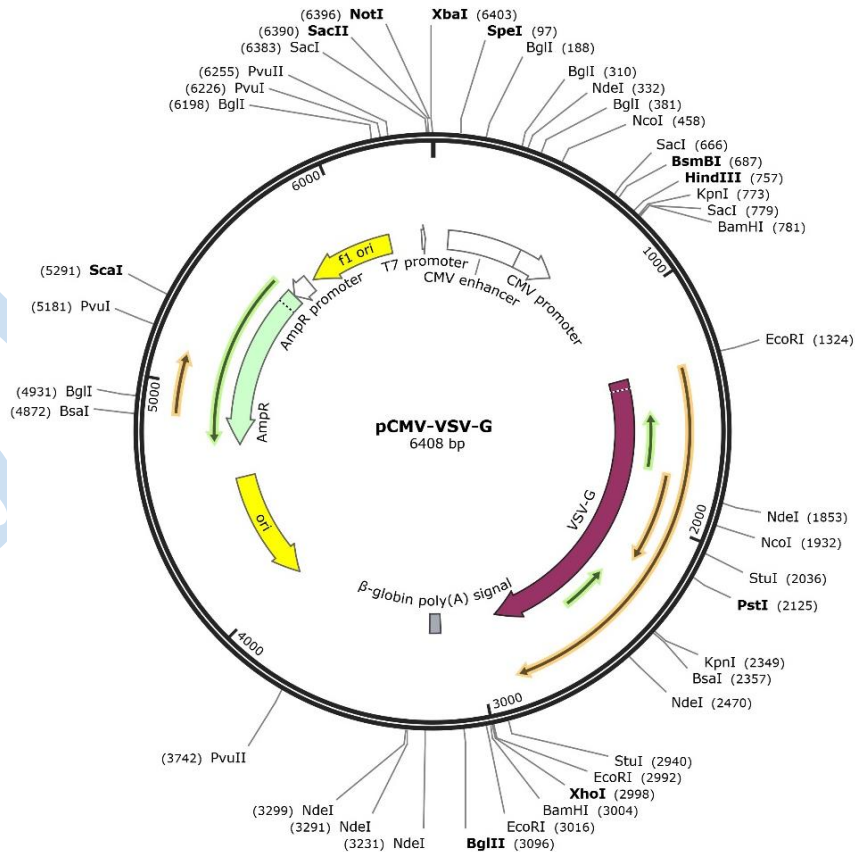 (6396) NotI
XbaI (6403)
(6390) SacII
SpeI (97)
(6383) SacI
BglI (188)
(6255) PvuII
BglI (310)
(6226) PvuI
NdeI (332)
(6198) BglI
BglI (381)
NcoI (458)
SacI (666)
BsmBI (687)
HindIII (757)
KpnI (773)
SacI (779)
BamHI (781)
6000
1000
f1 ori
T7 promoter
CMV enhancer
CMV promoter
AmpR promoter
(5291) ScaI
(5181) PvuI
EcoRI (1324)
(4931) BglI
(4872) BsaI
5000
AmpR
pCMV-VSV-G
6408 bp
VSV-G
ori
NdeI (1853)
2000
NcoI (1932)
StuI (2036)
PstI (2125)
β-globin poly(A) signal
KpnI (2349)
BsaI (2357)
NdeI (2470)
4000
3000
(3742) PvuII
StuI (2940)
EcoRI (2992)
XhoI (2998)
(3299) NdeI
BamHI (3004)
(3291) NdeI
EcoRI (3016)
(3231) NdeI
BglII (3096)